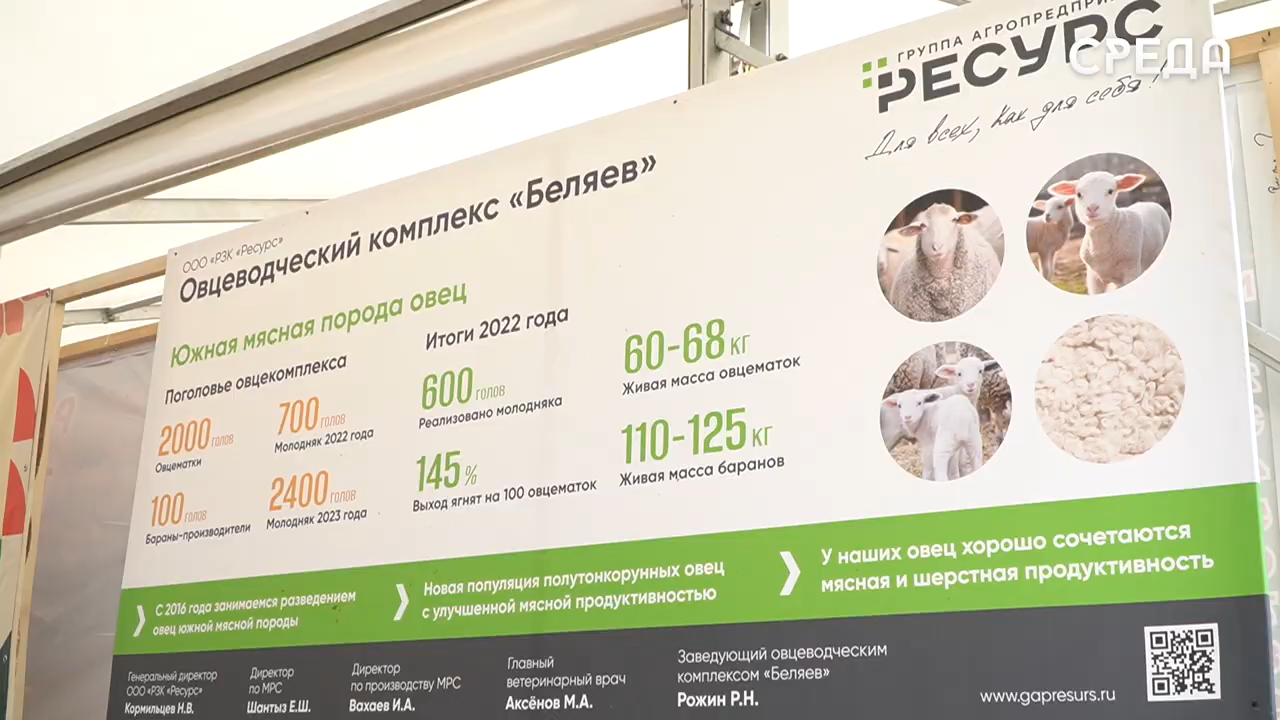 ГРУППА АГРОПРЕДПРИ
РЕСУРС
СРЕДА
Для всех, как для себя!
ООО «РЗК «Ресурс»
Овцеводческий комплекс «Беляев»
Южная мясная порода овец
Поголовье овцекомплекса
2000 голов
Овцематки
700 голов
Молодняк 2022 года
100 голов
Бараны-производители
2400 голов
Молодняк 2023 года
Итоги 2022 года
600 голов
Реализовано молодняка
145 %
Выход ягнят на 100 овцематок
60-68 кг
Живая масса овцематок
110-125 кг
Живая масса баранов
С 2016 года занимаемся разведением
овец южной мясной породы
Новая популяция полутонкорунных овец
с улучшенной мясной продуктивностью
У наших овец хорошо сочетаются
мясная и шерстная продуктивность
Генеральный директор
ООО «РЗК «Ресурс»
Кормильцев Н.В.
Директор
по МРС
Шантыз Е.Ш.
Директор
по производству МРС
Вахаев И.А.
Главный
ветеринарный врач
Аксёнов М.А.
Заведующий овцеводческим
комплексом «Беляев»
Рожин Р.Н.
www.gapresurs.ru